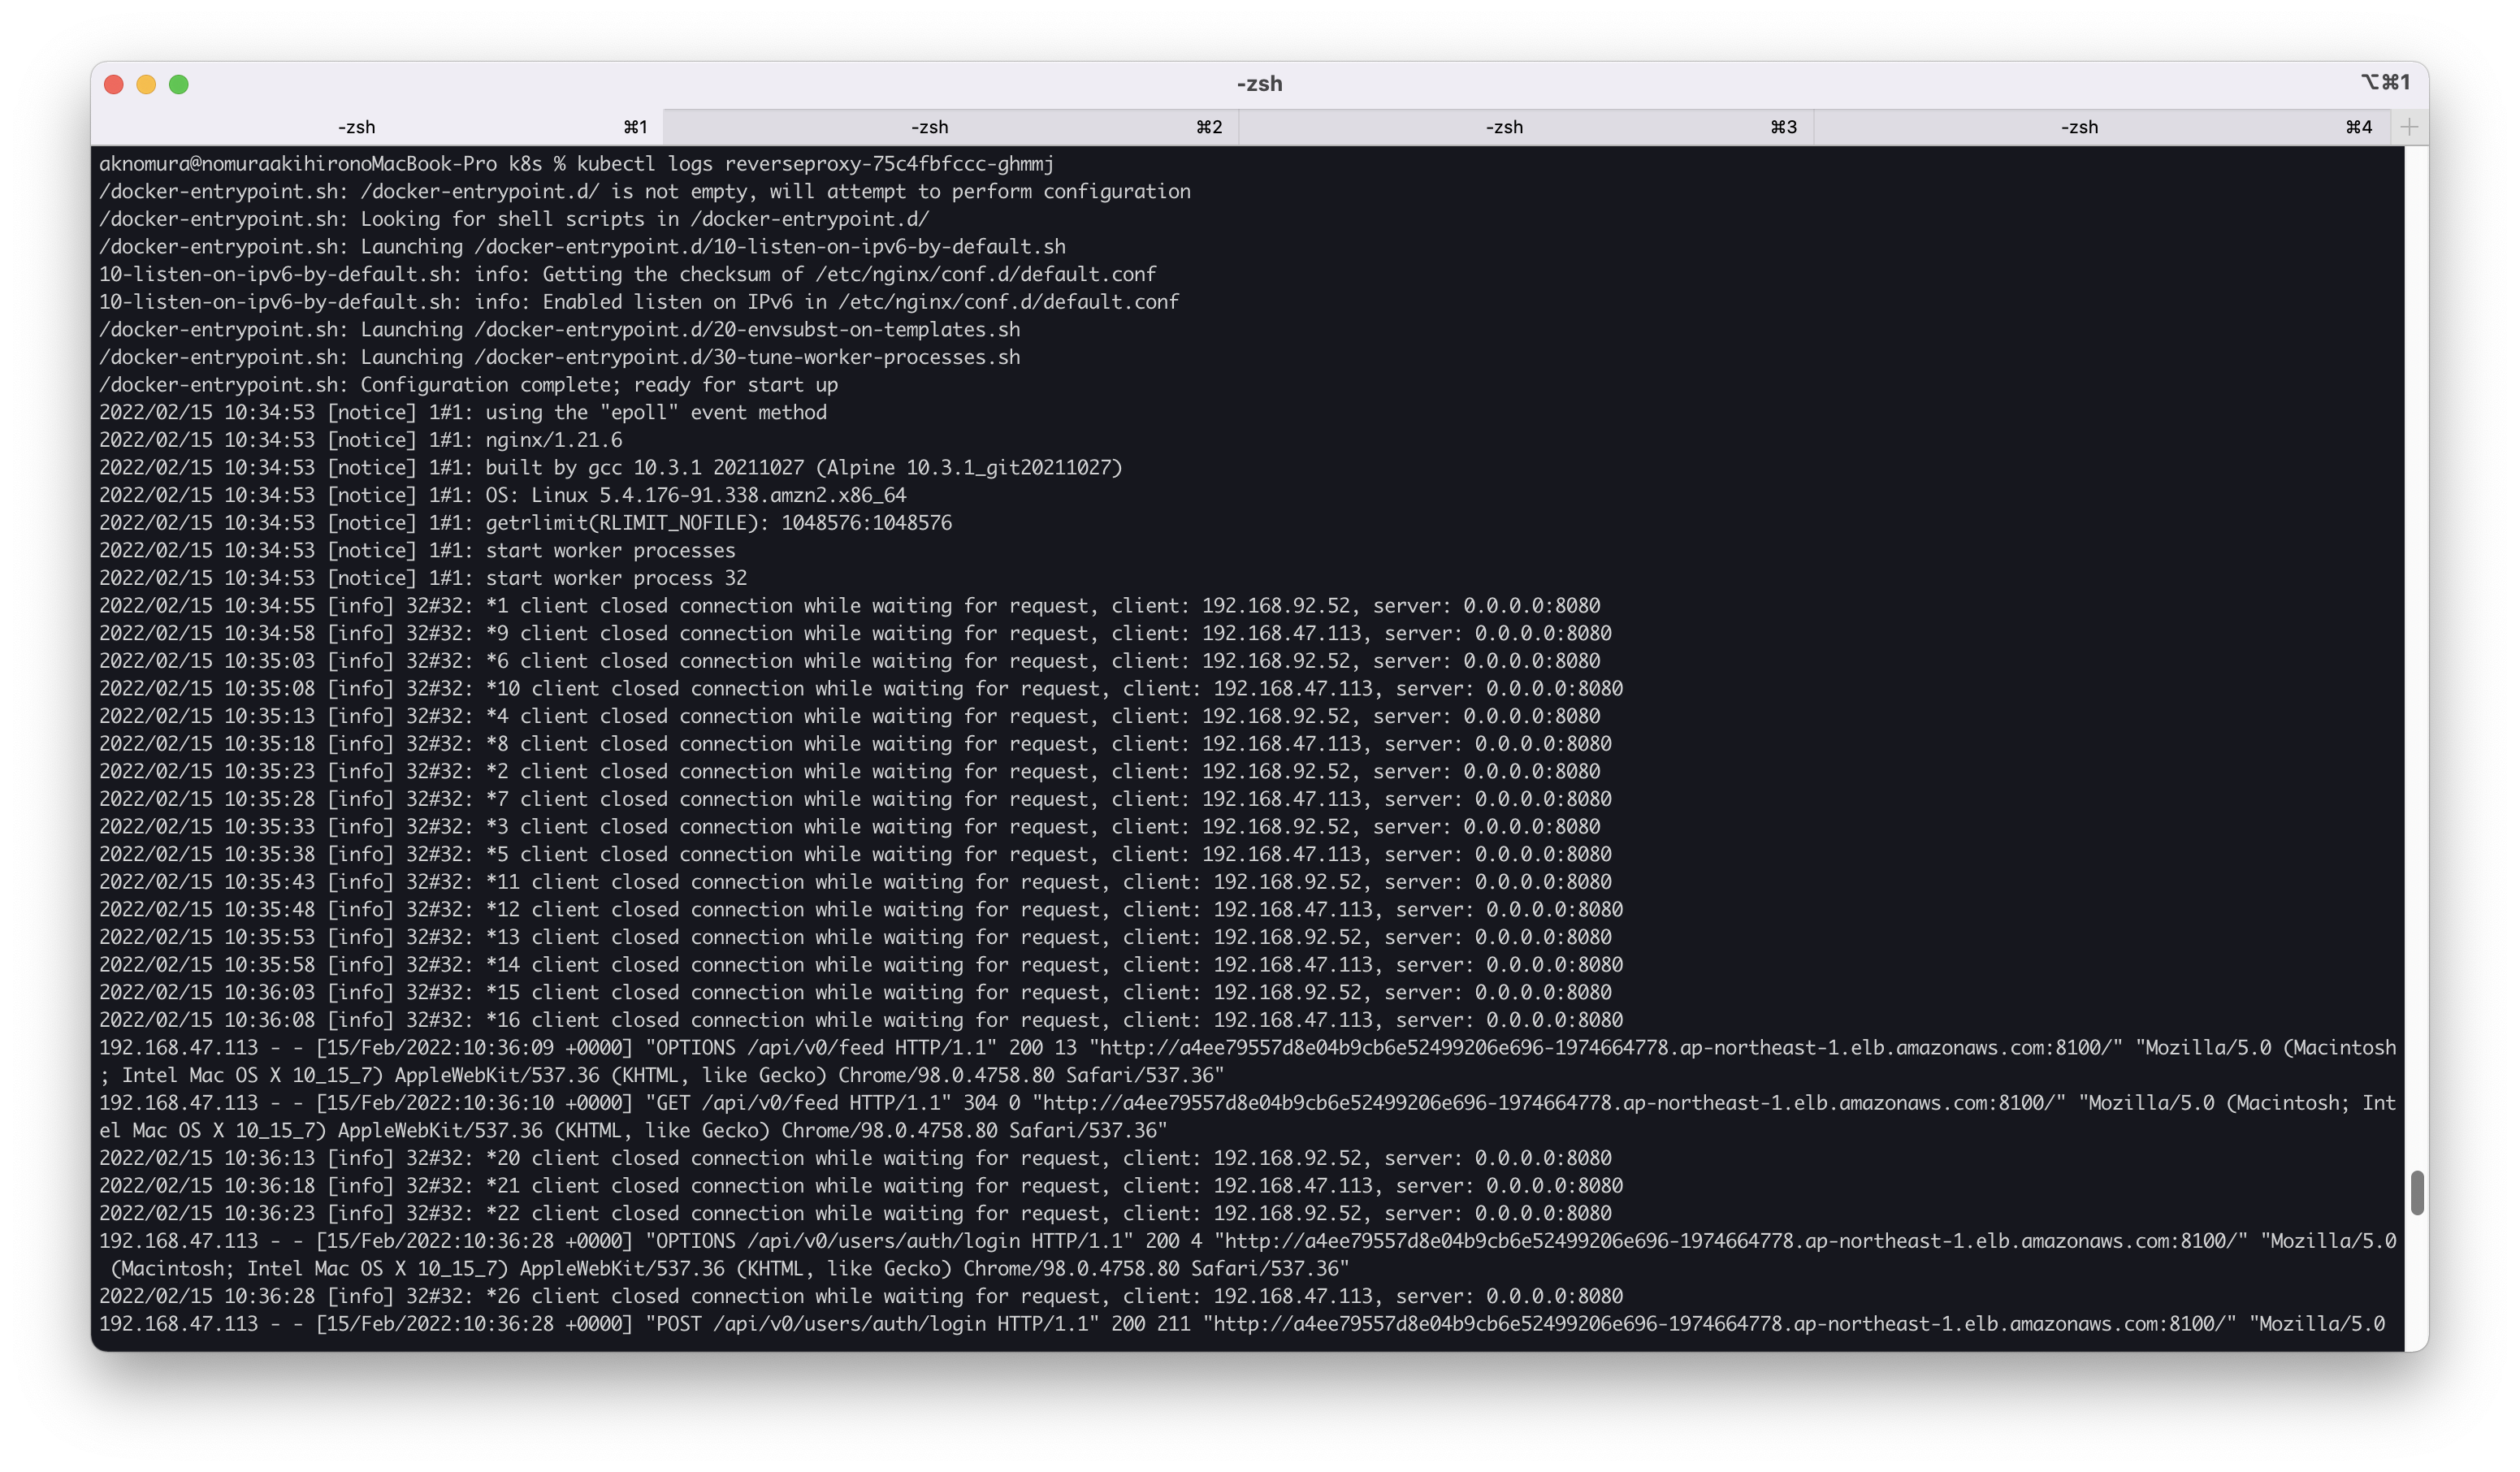 -zsh
⌥⌘1
-zsh ⌘1 -zsh ⌘2 -zsh ⌘3 -zsh ⌘4 +
aknomura@nomuraakihironoMacBook-Pro k8s % kubectl logs reverseproxy-75c4fbfccc-ghmmj
/docker-entrypoint.sh: /docker-entrypoint.d/ is not empty, will attempt to perform configuration
/docker-entrypoint.sh: Looking for shell scripts in /docker-entrypoint.d/
/docker-entrypoint.sh: Launching /docker-entrypoint.d/10-listen-on-ipv6-by-default.sh
10-listen-on-ipv6-by-default.sh: info: Getting the checksum of /etc/nginx/conf.d/default.conf
10-listen-on-ipv6-by-default.sh: info: Enabled listen on IPv6 in /etc/nginx/conf.d/default.conf
/docker-entrypoint.sh: Launching /docker-entrypoint.d/20-envsubst-on-templates.sh
/docker-entrypoint.sh: Launching /docker-entrypoint.d/30-tune-worker-processes.sh
/docker-entrypoint.sh: Configuration complete; ready for start up
2022/02/15 10:34:53 [notice] 1#1: using the "epoll" event method
2022/02/15 10:34:53 [notice] 1#1: nginx/1.21.6
2022/02/15 10:34:53 [notice] 1#1: built by gcc 10.3.1 20211027 (Alpine 10.3.1_git20211027)
2022/02/15 10:34:53 [notice] 1#1: OS: Linux 5.4.176-91.338.amzn2.x86_64
2022/02/15 10:34:53 [notice] 1#1: getrlimit(RLIMIT_NOFILE): 1048576:1048576
2022/02/15 10:34:53 [notice] 1#1: start worker processes
2022/02/15 10:34:53 [notice] 1#1: start worker process 32
2022/02/15 10:34:55 [info] 32#32: *1 client closed connection while waiting for request, client: 192.168.92.52, server: 0.0.0.0:8080
2022/02/15 10:34:58 [info] 32#32: *9 client closed connection while waiting for request, client: 192.168.47.113, server: 0.0.0.0:8080
2022/02/15 10:35:03 [info] 32#32: *6 client closed connection while waiting for request, client: 192.168.92.52, server: 0.0.0.0:8080
2022/02/15 10:35:08 [info] 32#32: *10 client closed connection while waiting for request, client: 192.168.47.113, server: 0.0.0.0:8080
2022/02/15 10:35:13 [info] 32#32: *4 client closed connection while waiting for request, client: 192.168.92.52, server: 0.0.0.0:8080
2022/02/15 10:35:18 [info] 32#32: *8 client closed connection while waiting for request, client: 192.168.47.113, server: 0.0.0.0:8080
2022/02/15 10:35:23 [info] 32#32: *2 client closed connection while waiting for request, client: 192.168.92.52, server: 0.0.0.0:8080
2022/02/15 10:35:28 [info] 32#32: *7 client closed connection while waiting for request, client: 192.168.47.113, server: 0.0.0.0:8080
2022/02/15 10:35:33 [info] 32#32: *3 client closed connection while waiting for request, client: 192.168.92.52, server: 0.0.0.0:8080
2022/02/15 10:35:38 [info] 32#32: *5 client closed connection while waiting for request, client: 192.168.47.113, server: 0.0.0.0:8080
2022/02/15 10:35:43 [info] 32#32: *11 client closed connection while waiting for request, client: 192.168.92.52, server: 0.0.0.0:8080
2022/02/15 10:35:48 [info] 32#32: *12 client closed connection while waiting for request, client: 192.168.47.113, server: 0.0.0.0:8080
2022/02/15 10:35:53 [info] 32#32: *13 client closed connection while waiting for request, client: 192.168.92.52, server: 0.0.0.0:8080
2022/02/15 10:35:58 [info] 32#32: *14 client closed connection while waiting for request, client: 192.168.47.113, server: 0.0.0.0:8080
2022/02/15 10:36:03 [info] 32#32: *15 client closed connection while waiting for request, client: 192.168.92.52, server: 0.0.0.0:8080
2022/02/15 10:36:08 [info] 32#32: *16 client closed connection while waiting for request, client: 192.168.47.113, server: 0.0.0.0:8080
192.168.47.113 - - [15/Feb/2022:10:36:09 +0000] "OPTIONS /api/v0/feed HTTP/1.1" 200 13 "http://a4ee79557d8e04b9cb6e52499206e696-1974664778.ap-northeast-1.elb.amazonaws.com:8100/" "Mozilla/5.0 (Macintosh
; Intel Mac OS X 10_15_7) AppleWebKit/537.36 (KHTML, like Gecko) Chrome/98.0.4758.80 Safari/537.36"
192.168.47.113 - - [15/Feb/2022:10:36:10 +0000] "GET /api/v0/feed HTTP/1.1" 304 0 "http://a4ee79557d8e04b9cb6e52499206e696-1974664778.ap-northeast-1.elb.amazonaws.com:8100/" "Mozilla/5.0 (Macintosh; Int
el Mac OS X 10_15_7) AppleWebKit/537.36 (KHTML, like Gecko) Chrome/98.0.4758.80 Safari/537.36"
2022/02/15 10:36:13 [info] 32#32: *20 client closed connection while waiting for request, client: 192.168.92.52, server: 0.0.0.0:8080
2022/02/15 10:36:18 [info] 32#32: *21 client closed connection while waiting for request, client: 192.168.47.113, server: 0.0.0.0:8080
2022/02/15 10:36:23 [info] 32#32: *22 client closed connection while waiting for request, client: 192.168.92.52, server: 0.0.0.0:8080
192.168.47.113 - - [15/Feb/2022:10:36:28 +0000] "OPTIONS /api/v0/users/auth/login HTTP/1.1" 200 4 "http://a4ee79557d8e04b9cb6e52499206e696-1974664778.ap-northeast-1.elb.amazonaws.com:8100/" "Mozilla/5.0
 (Macintosh; Intel Mac OS X 10_15_7) AppleWebKit/537.36 (KHTML, like Gecko) Chrome/98.0.4758.80 Safari/537.36"
2022/02/15 10:36:28 [info] 32#32: *26 client closed connection while waiting for request, client: 192.168.47.113, server: 0.0.0.0:8080
192.168.47.113 - - [15/Feb/2022:10:36:28 +0000] "POST /api/v0/users/auth/login HTTP/1.1" 200 211 "http://a4ee79557d8e04b9cb6e52499206e696-1974664778.ap-northeast-1.elb.amazonaws.com:8100/" "Mozilla/5.0